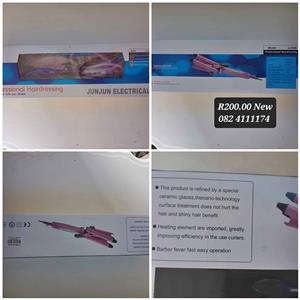 essional Hairdressing
JUNJUN ELECTRICAL
Professional Hairdressing
R200.00 New
082 4111174
● This product is refined by a special
ceramic glazes,thenano-technology
surface treatment does not hurt the
hair and shiny hair benefit.
● Heating element are imported, greatly
improving efficiency in the use curlers.
● Barber fever fast easy operation